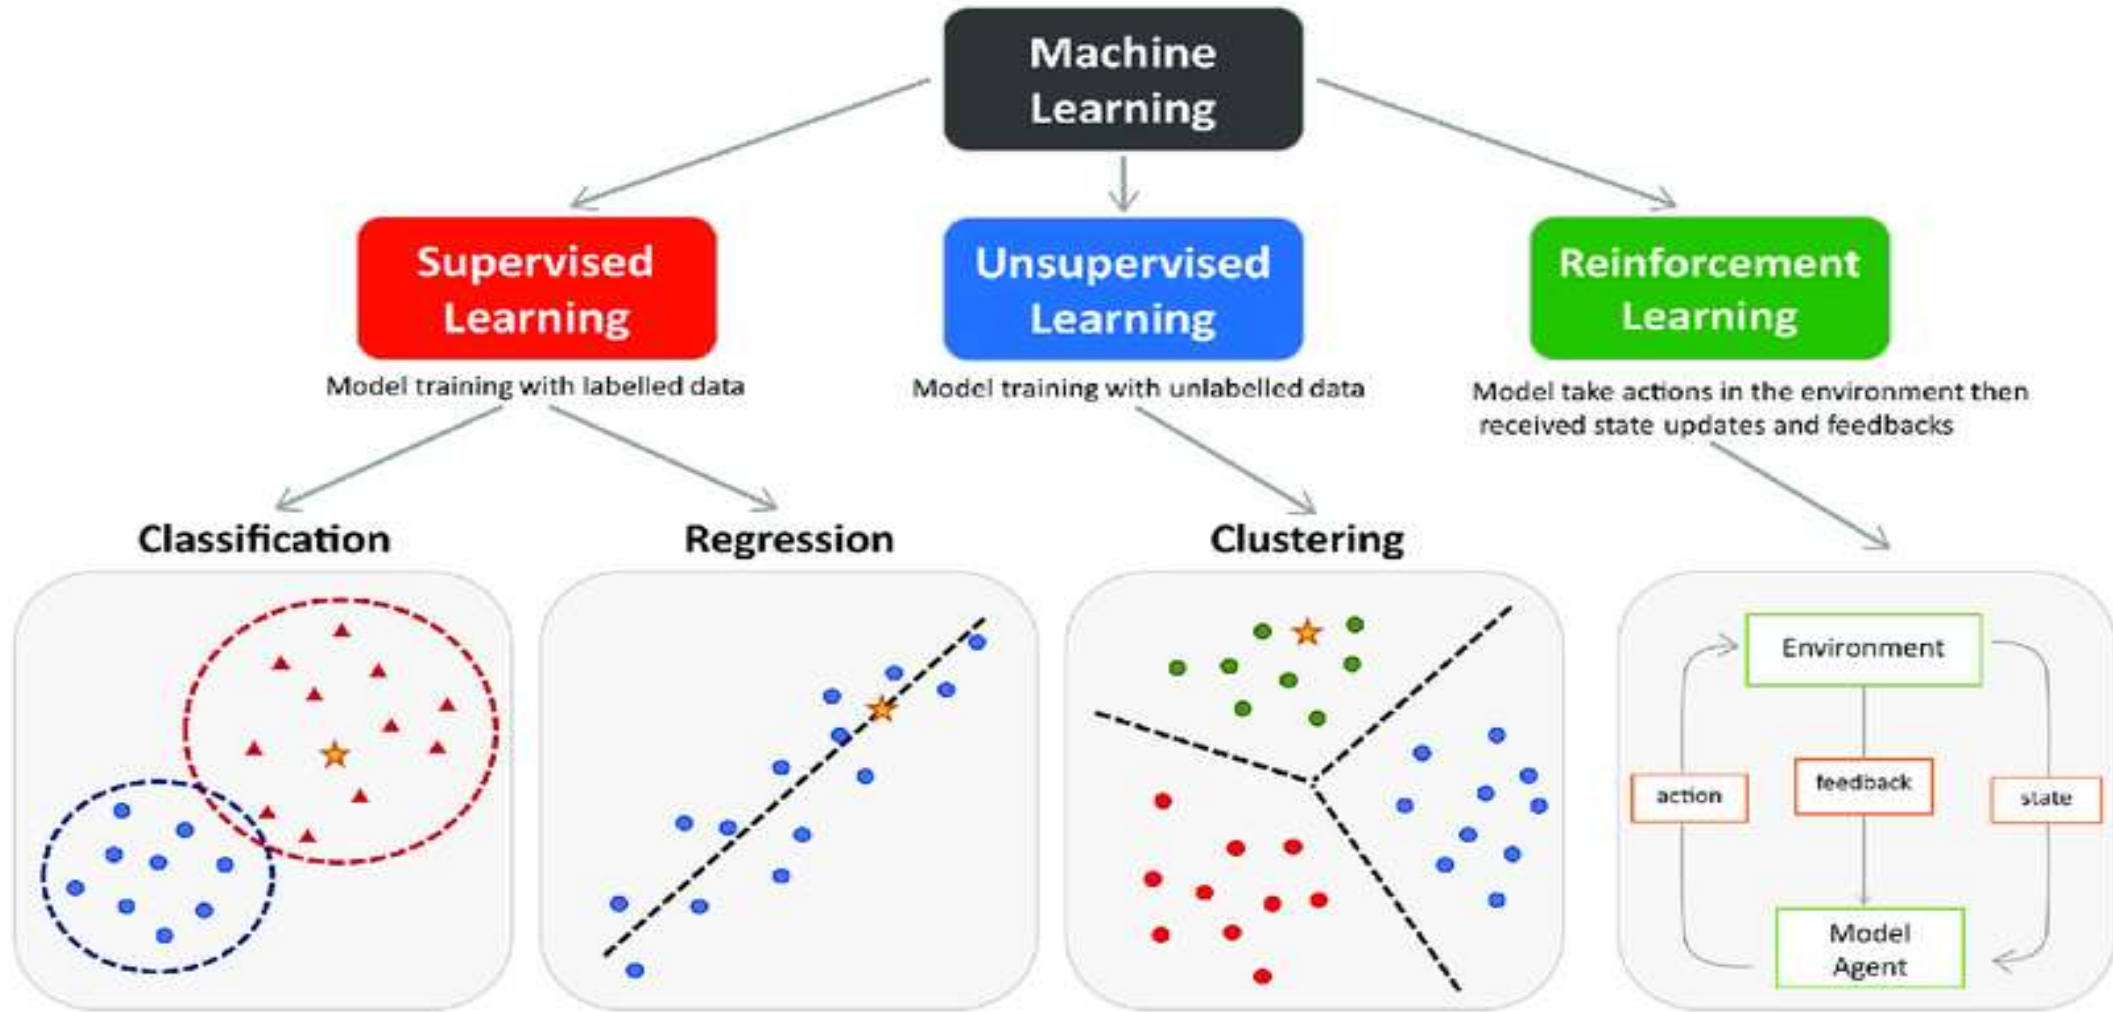 Machine
Learning
Supervised
Learning
Unsupervised
Learning
Reinforcement
Learning
Model training with labelled data
Model training with unlabelled data
Model take actions in the environment then
received state updates and feedbacks
Classification
Regression
Clustering
Environment
action
feedback
state
Model
Agent